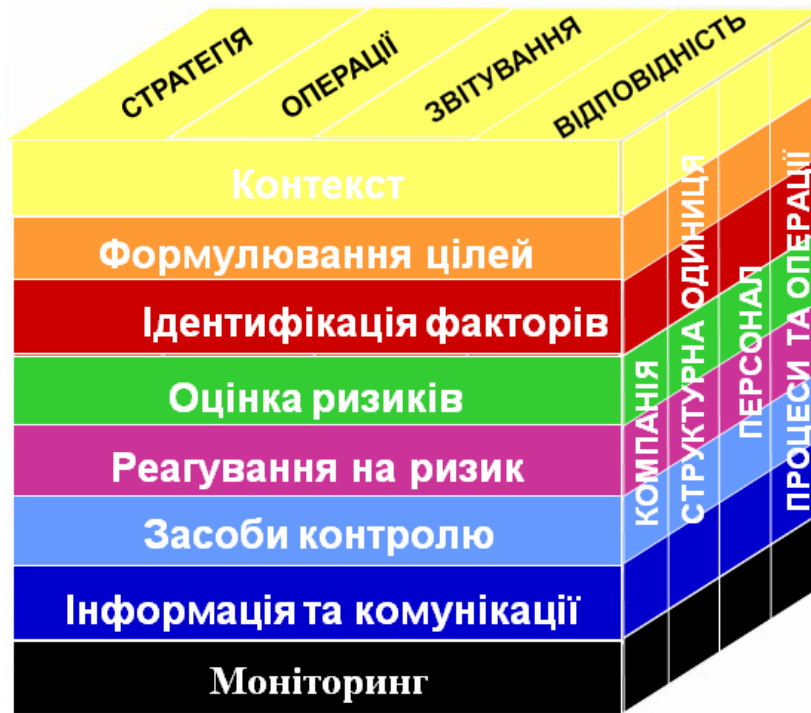 СТРАТЕГІЯ
ОПЕРАЦІЇ
ЗВІТУВАННЯ
ВІДПОВІДНІСТЬ
Контекст
Формулювання цілей
Ідентифікація факторів
Оцінка ризиків
Реагування на ризик
Засоби контролю
Інформація та комунікації
Моніторинг
КОМПАНІЯ
СТРУКТУРНА ОДИНИЦЯ
ПЕРСОНАЛ
ПРОЦЕСИ ТА ОПЕРАЦІЇ